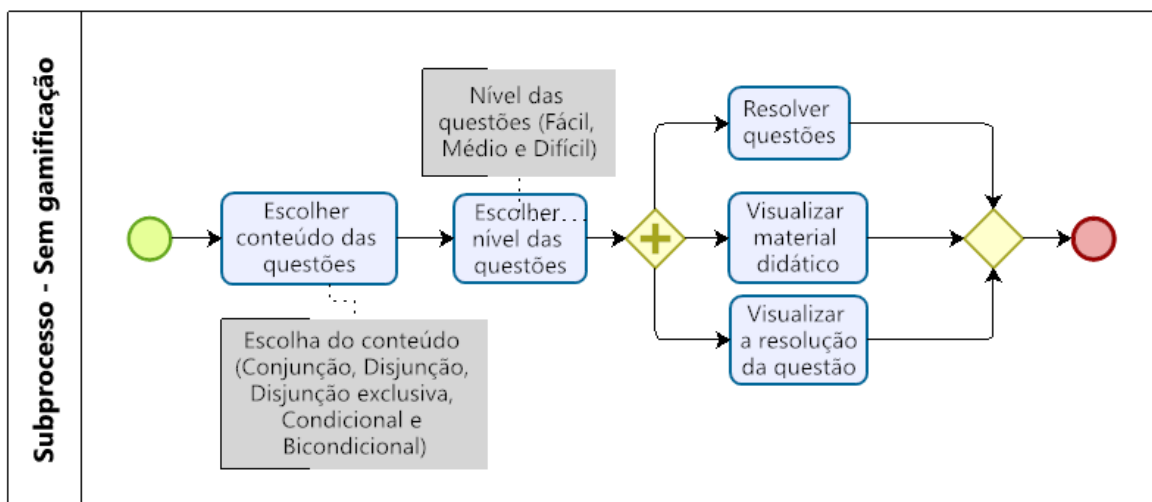 Subprocesso - Sem gamificação
Nível das
questões (Fácil,
Médio e Difícil)
Escolher
conteúdo das
questões
Escolher
nível das
questões
Resolver
questões
Visualizar
material
didático
Visualizar
a resolução
da questão
Escolha do conteúdo
(Conjunção, Disjunção,
Disjunção exclusiva,
Condicional e
Bicondicional)